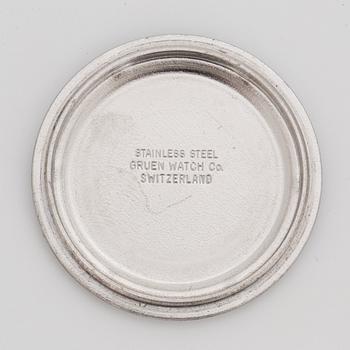 STAINLESS STEEL
GRUEN WATCH Co.
SWITZERLAND